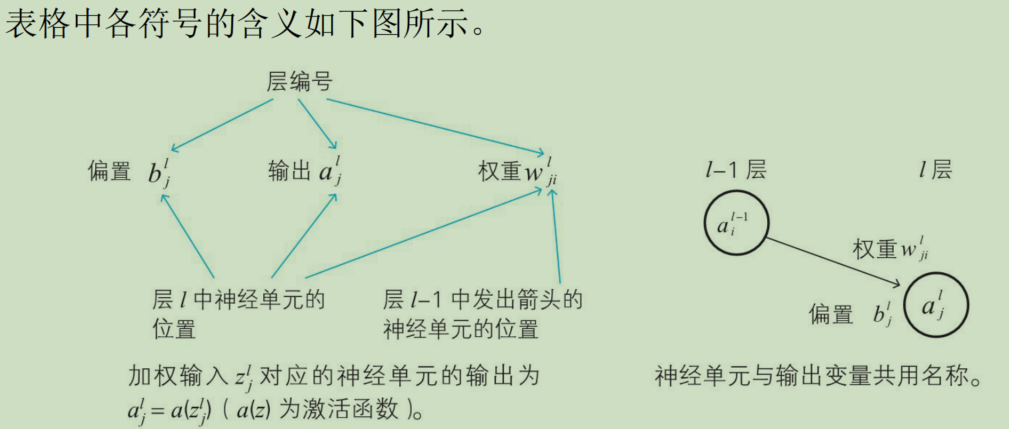 表格中各符号的含义如下图所示。
层编号
偏置 b_j^l
输出 a_j^l
权重 w_{ji}^l
层 l 中神经单元的
位置
层 l-1 中发出箭头的
神经单元的位置
加权输入 z_j^l 对应的神经单元的输出为
a_j^l = a(z_j^l) ( a(z) 为激活函数 )。
l-1 层
l 层
a_i^{l-1}
权重 w_{ji}^l
偏置 b_j^l
a_j^l
神经单元与输出变量共用名称。